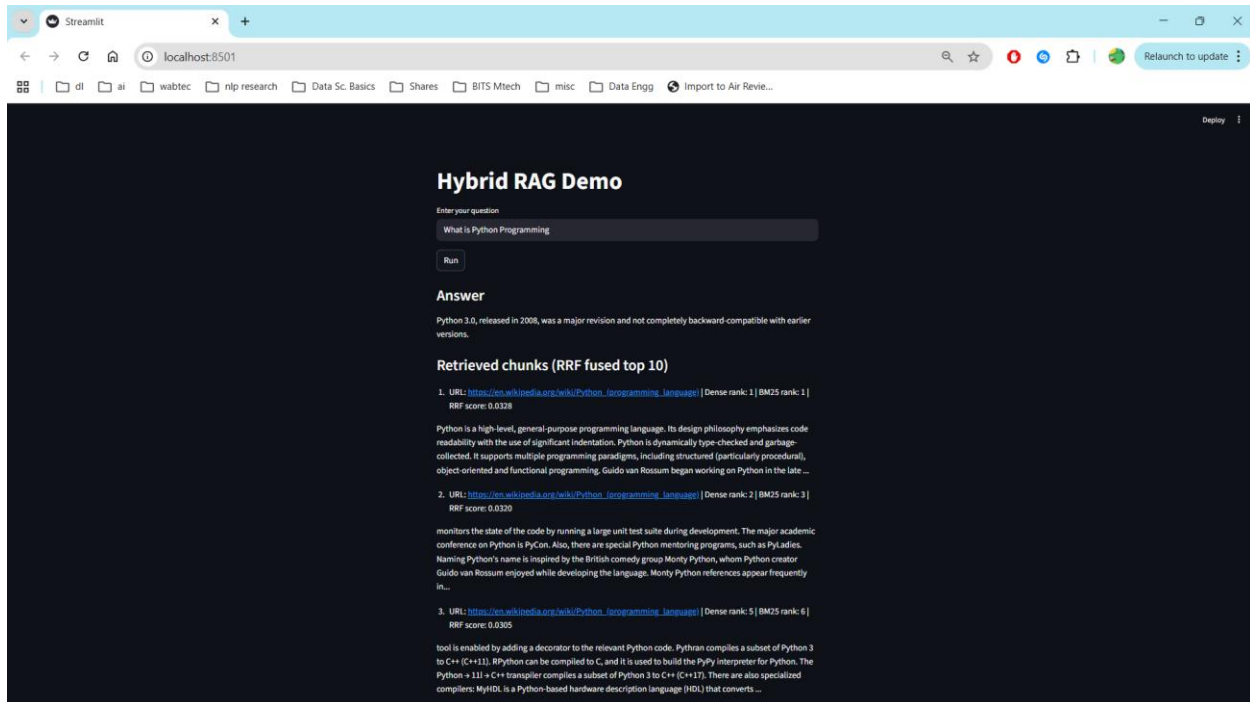 Streamlit
localhost:8501
Relaunch to update
dl ai wabtec nlp research Data Sc. Basics Shares BITS Mtech misc Data Engg Import to Air Revie...
Deploy
Hybrid RAG Demo
Enter your question
What is Python Programming
Run
Answer
Python 3.0, released in 2008, was a major revision and not completely backward-compatible with earlier
versions.
Retrieved chunks (RRF fused top 10)
1. URL: https://en.wikipedia.org/wiki/Python_(programming_language) | Dense rank: 1 | BM25 rank: 1 |
RRF score: 0.0328
Python is a high-level, general-purpose programming language. Its design philosophy emphasizes code
readability with the use of significant indentation. Python is dynamically type-checked and garbage-
collected. It supports multiple programming paradigms, including structured (particularly procedural),
object-oriented and functional programming. Guido van Rossum began working on Python in the late ...
2. URL: https://en.wikipedia.org/wiki/Python_(programming_language) | Dense rank: 2 | BM25 rank: 3 |
RRF score: 0.0320
monitors the state of the code by running a large unit test suite during development. The major academic
conference on Python is PyCon. Also, there are special Python mentoring programs, such as PyLadies.
Naming Python's name is inspired by the British comedy group Monty Python, whom Python creator
Guido van Rossum enjoyed while developing the language. Monty Python references appear frequently
in...
3. URL: https://en.wikipedia.org/wiki/Python_(programming_language) | Dense rank: 5 | BM25 rank: 6 |
RRF score: 0.0305
tool is enabled by adding a decorator to the relevant Python code. Pythran compiles a subset of Python 3
to C++ (C++11). RPython can be compiled to C, and it is used to build the PyPy interpreter for Python. The
Python → 11l → C++ transpiler compiles a subset of Python 3 to C++ (C++17). There are also specialized
compilers: MyHDL is a Python-based hardware description language (HDL) that converts ...